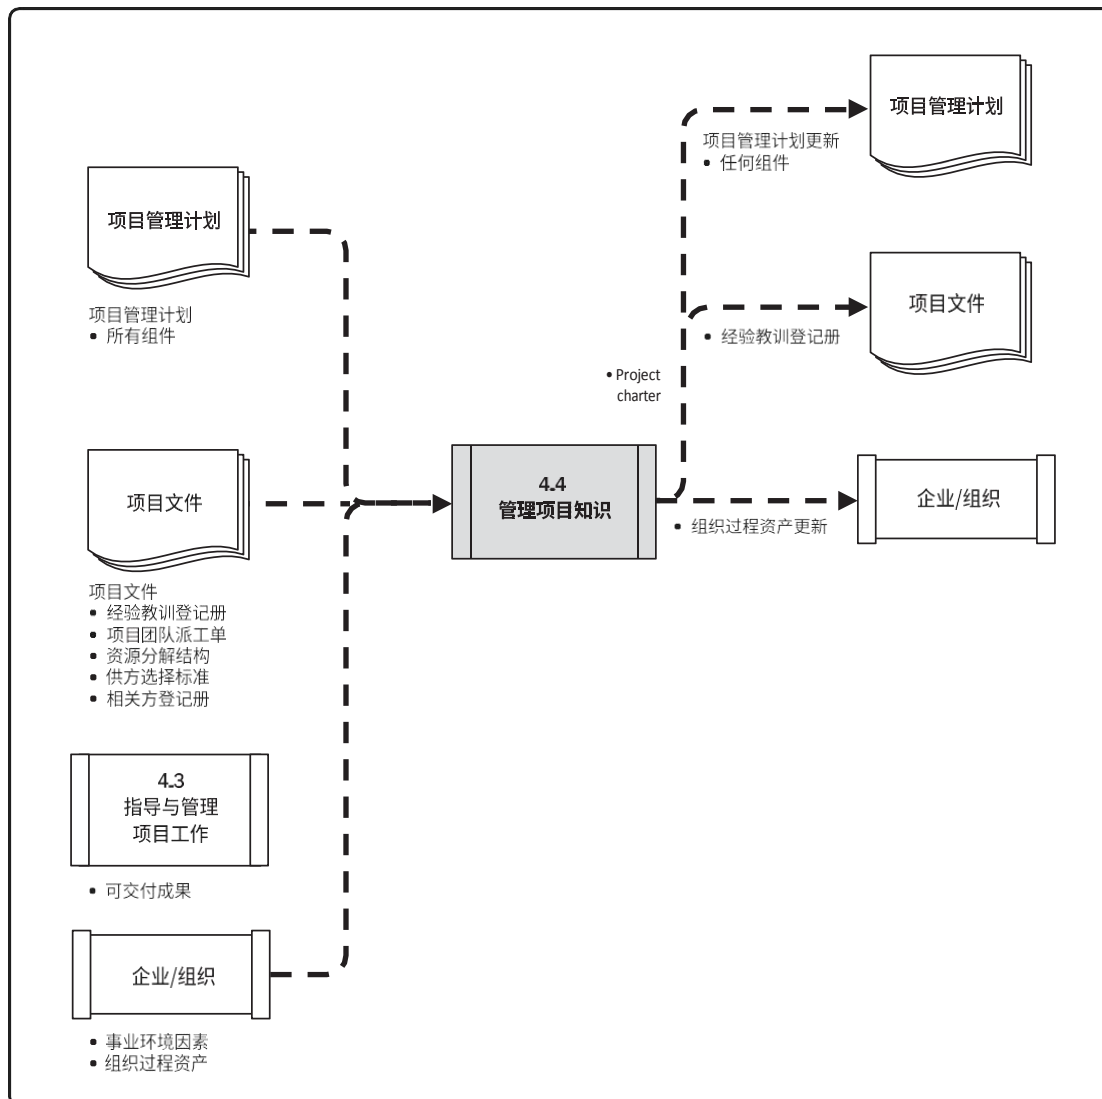 项目管理计划
项目管理计划
• 所有组件
项目文件
项目文件
• 经验教训登记册
• 项目团队派工单
• 资源分解结构
• 供方选择标准
• 相关方登记册
4.3
指导与管理
项目工作
• 可交付成果
企业/组织
• 事业环境因素
• 组织过程资产
• Project
charter
4.4
管理项目知识
项目管理计划更新
• 任何组件
项目管理计划
• 经验教训登记册
项目文件
• 组织过程资产更新
企业/组织